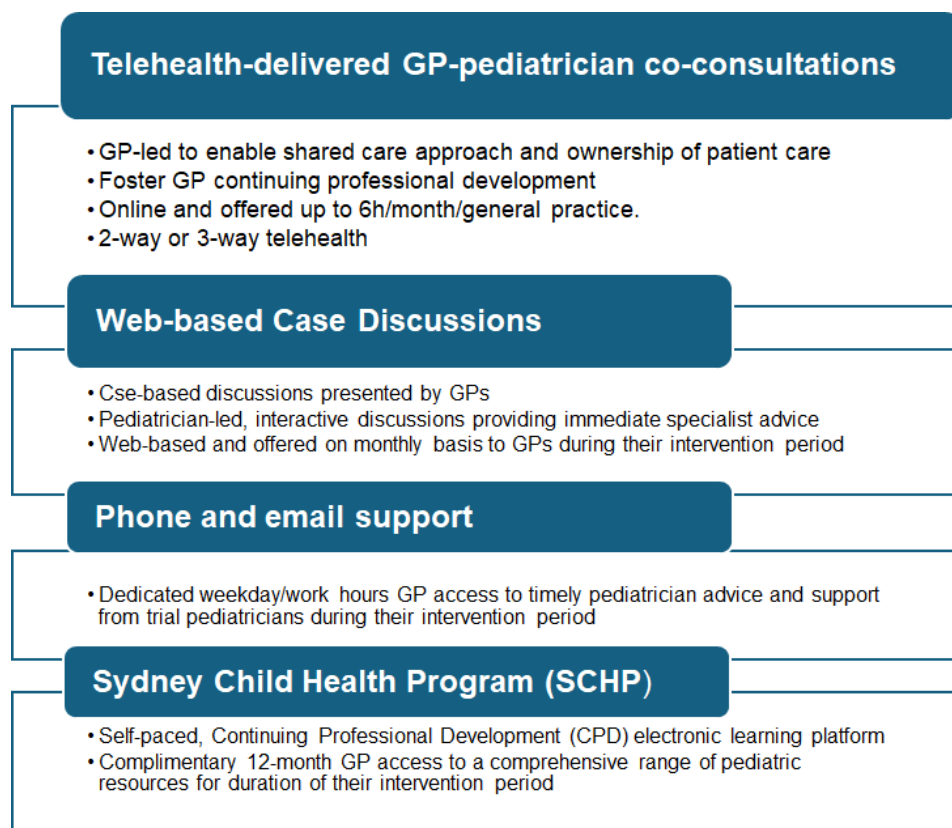 Telehealth-delivered GP-pediatrician co-consultations
• GP-led to enable shared care approach and ownership of patient care
• Foster GP continuing professional development
• Online and offered up to 6h/month/general practice.
• 2-way or 3-way telehealth
Web-based Case Discussions
• Cse-based discussions presented by GPs
• Pediatrician-led, interactive discussions providing immediate specialist advice
• Web-based and offered on monthly basis to GPs during their intervention period
Phone and email support
• Dedicated weekday/work hours GP access to timely pediatrician advice and support
from trial pediatricians during their intervention period
Sydney Child Health Program (SCHP)
• Self-paced, Continuing Professional Development (CPD) electronic learning platform
• Complimentary 12-month GP access to a comprehensive range of pediatric
resources for duration of their intervention period